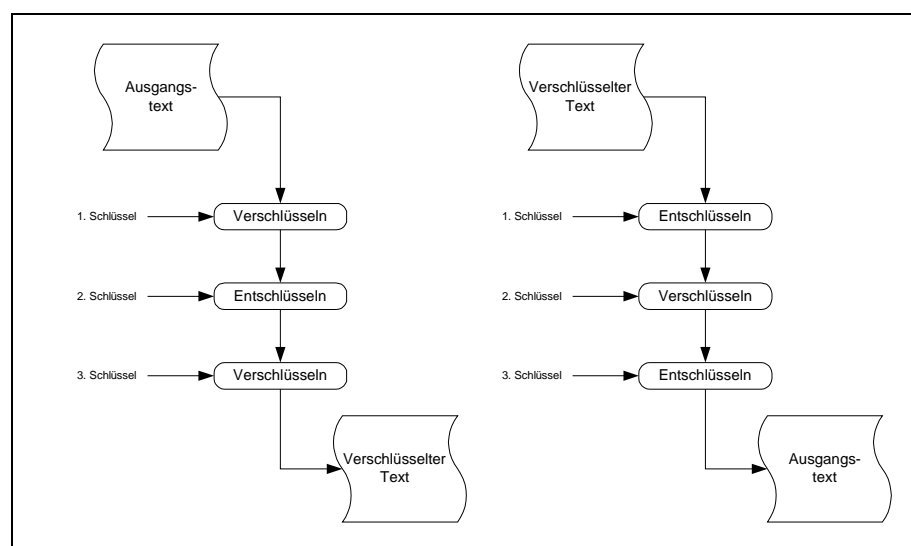 Ausgangs-
text
1. Schlüssel
Verschlüsseln
2. Schlüssel
Entschlüsseln
3. Schlüssel
Verschlüsseln
Verschlüsselter
Text
Verschlüsselter
Text
1. Schlüssel
Entschlüsseln
2. Schlüssel
Verschlüsseln
3. Schlüssel
Entschlüsseln
Ausgangs-
text